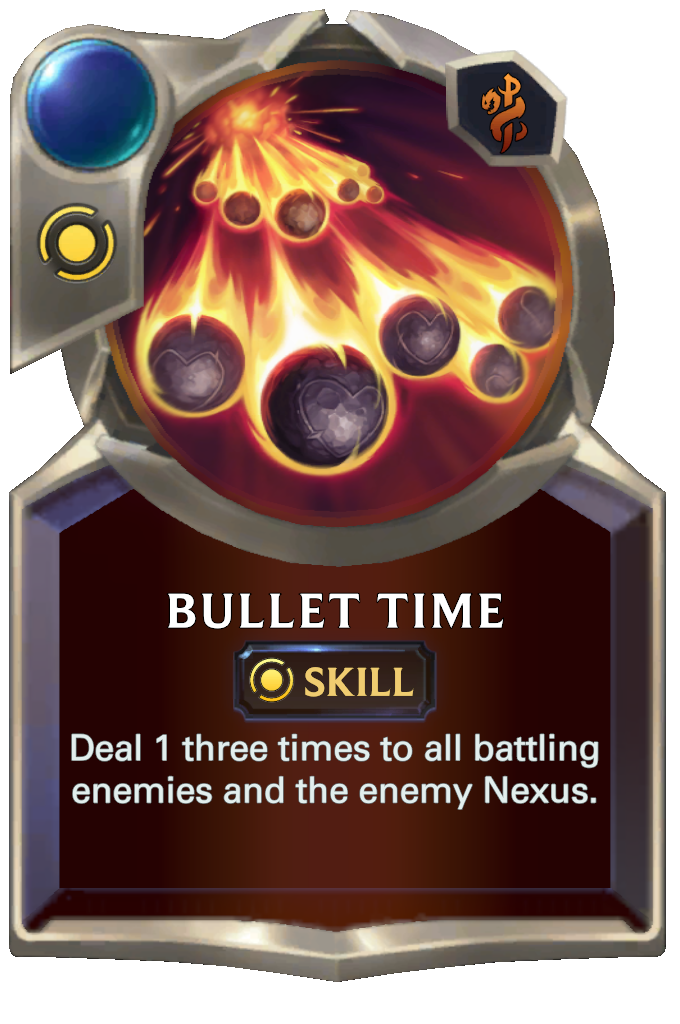 BULLET TIME
SKILL
Deal 1 three times to all battling
enemies and the enemy Nexus.